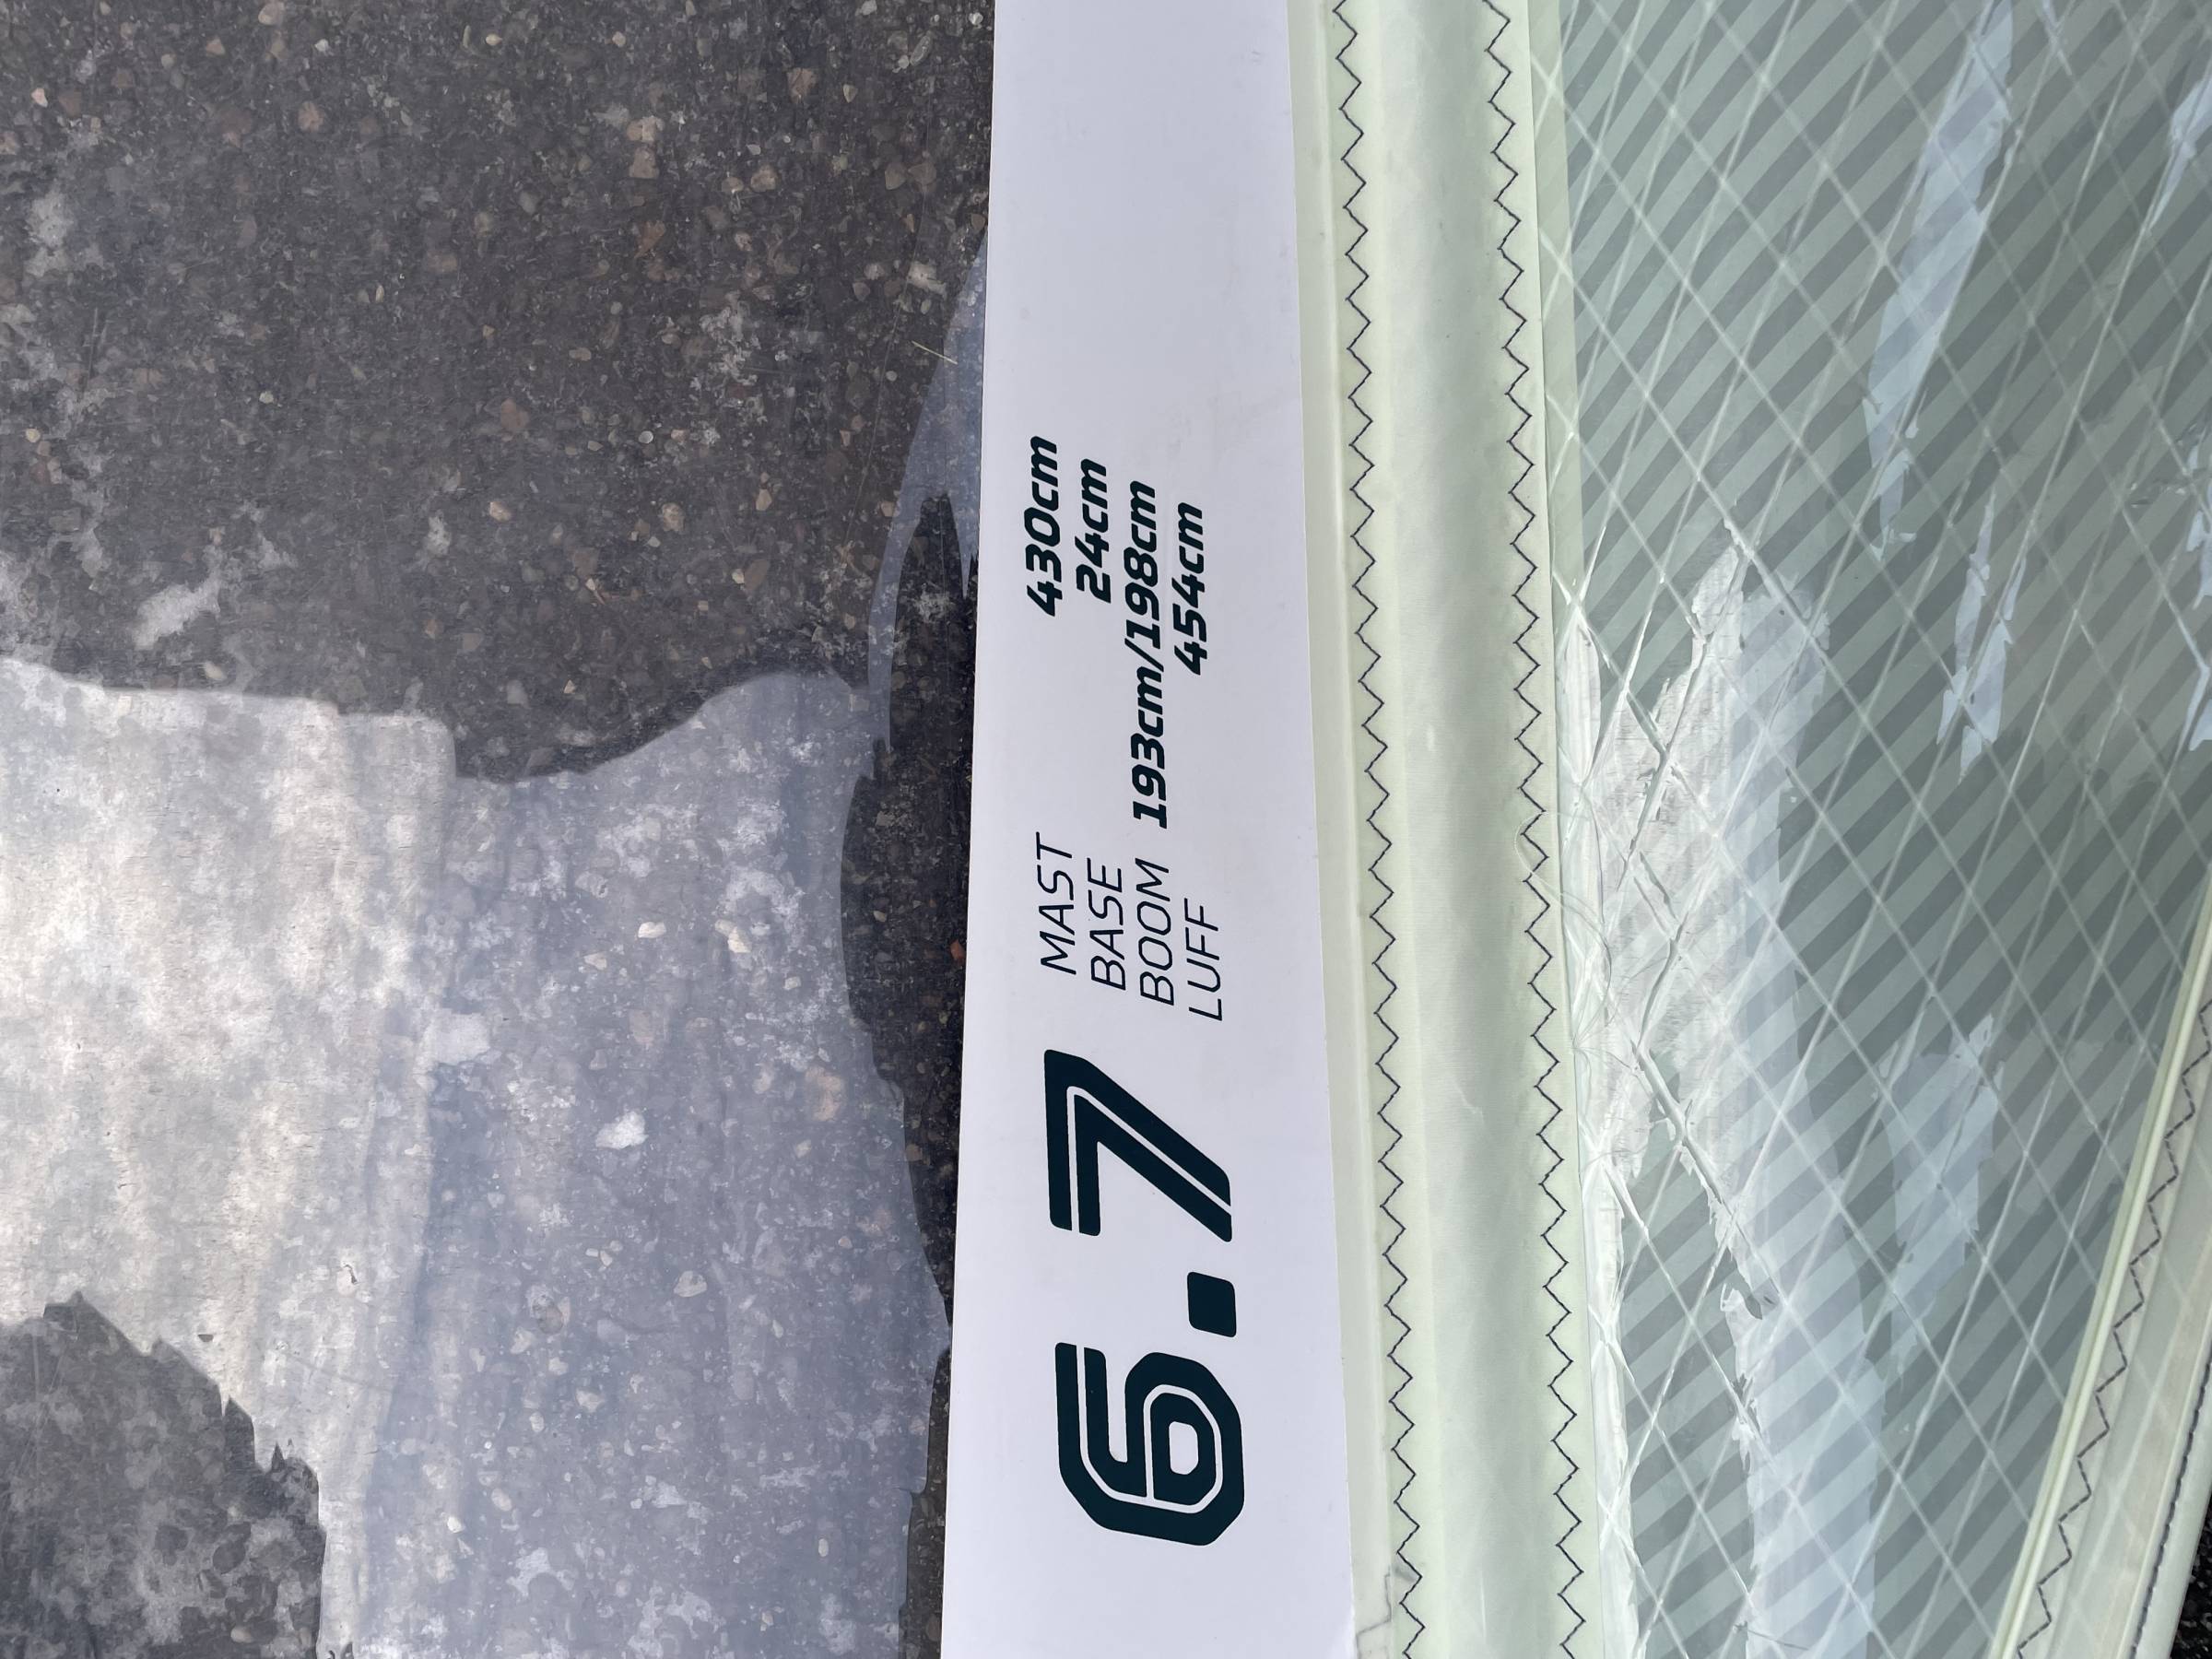 6.7
MAST 430cm
BASE 24cm
BOOM 193cm/198cm
LUFF 454cm